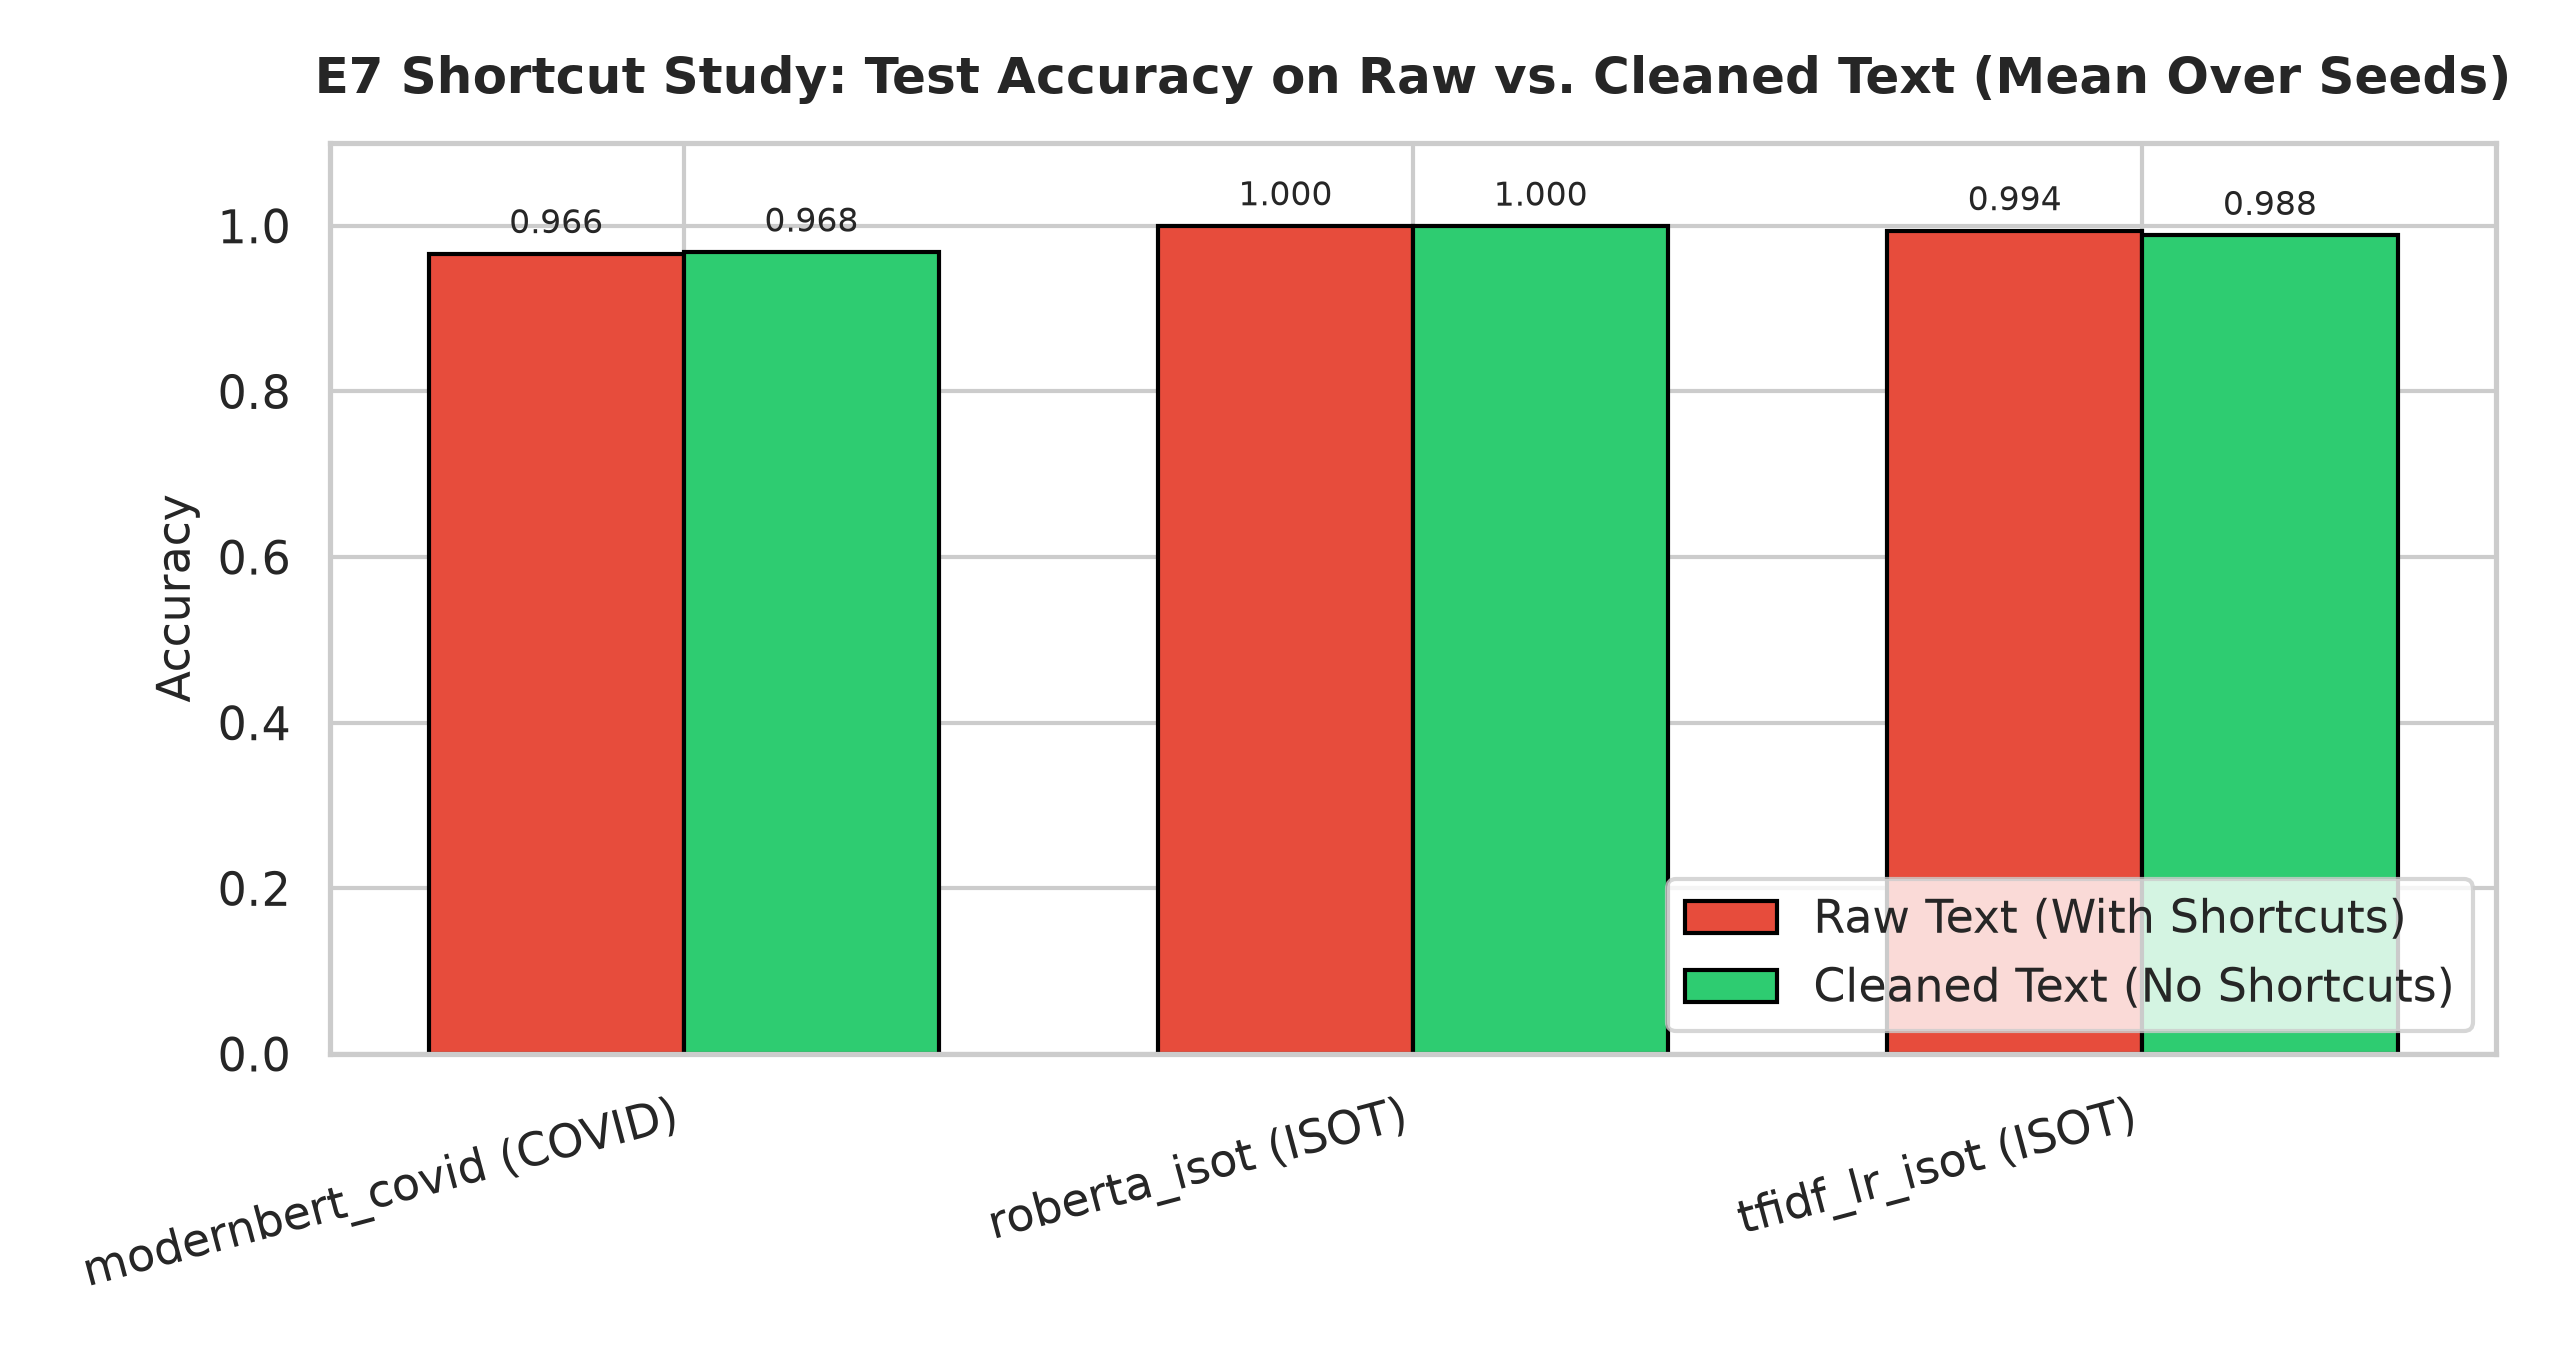 E7 Shortcut Study: Test Accuracy on Raw vs. Cleaned Text (Mean Over Seeds)
Accuracy
1.0
0.8
0.6
0.4
0.2
0.0
0.966
0.968
1.000
1.000
0.994
0.988
Raw Text (With Shortcuts)
Cleaned Text (No Shortcuts)
modernbert_covid (COVID)
roberta_isot (ISOT)
tfidf_lr_isot (ISOT)